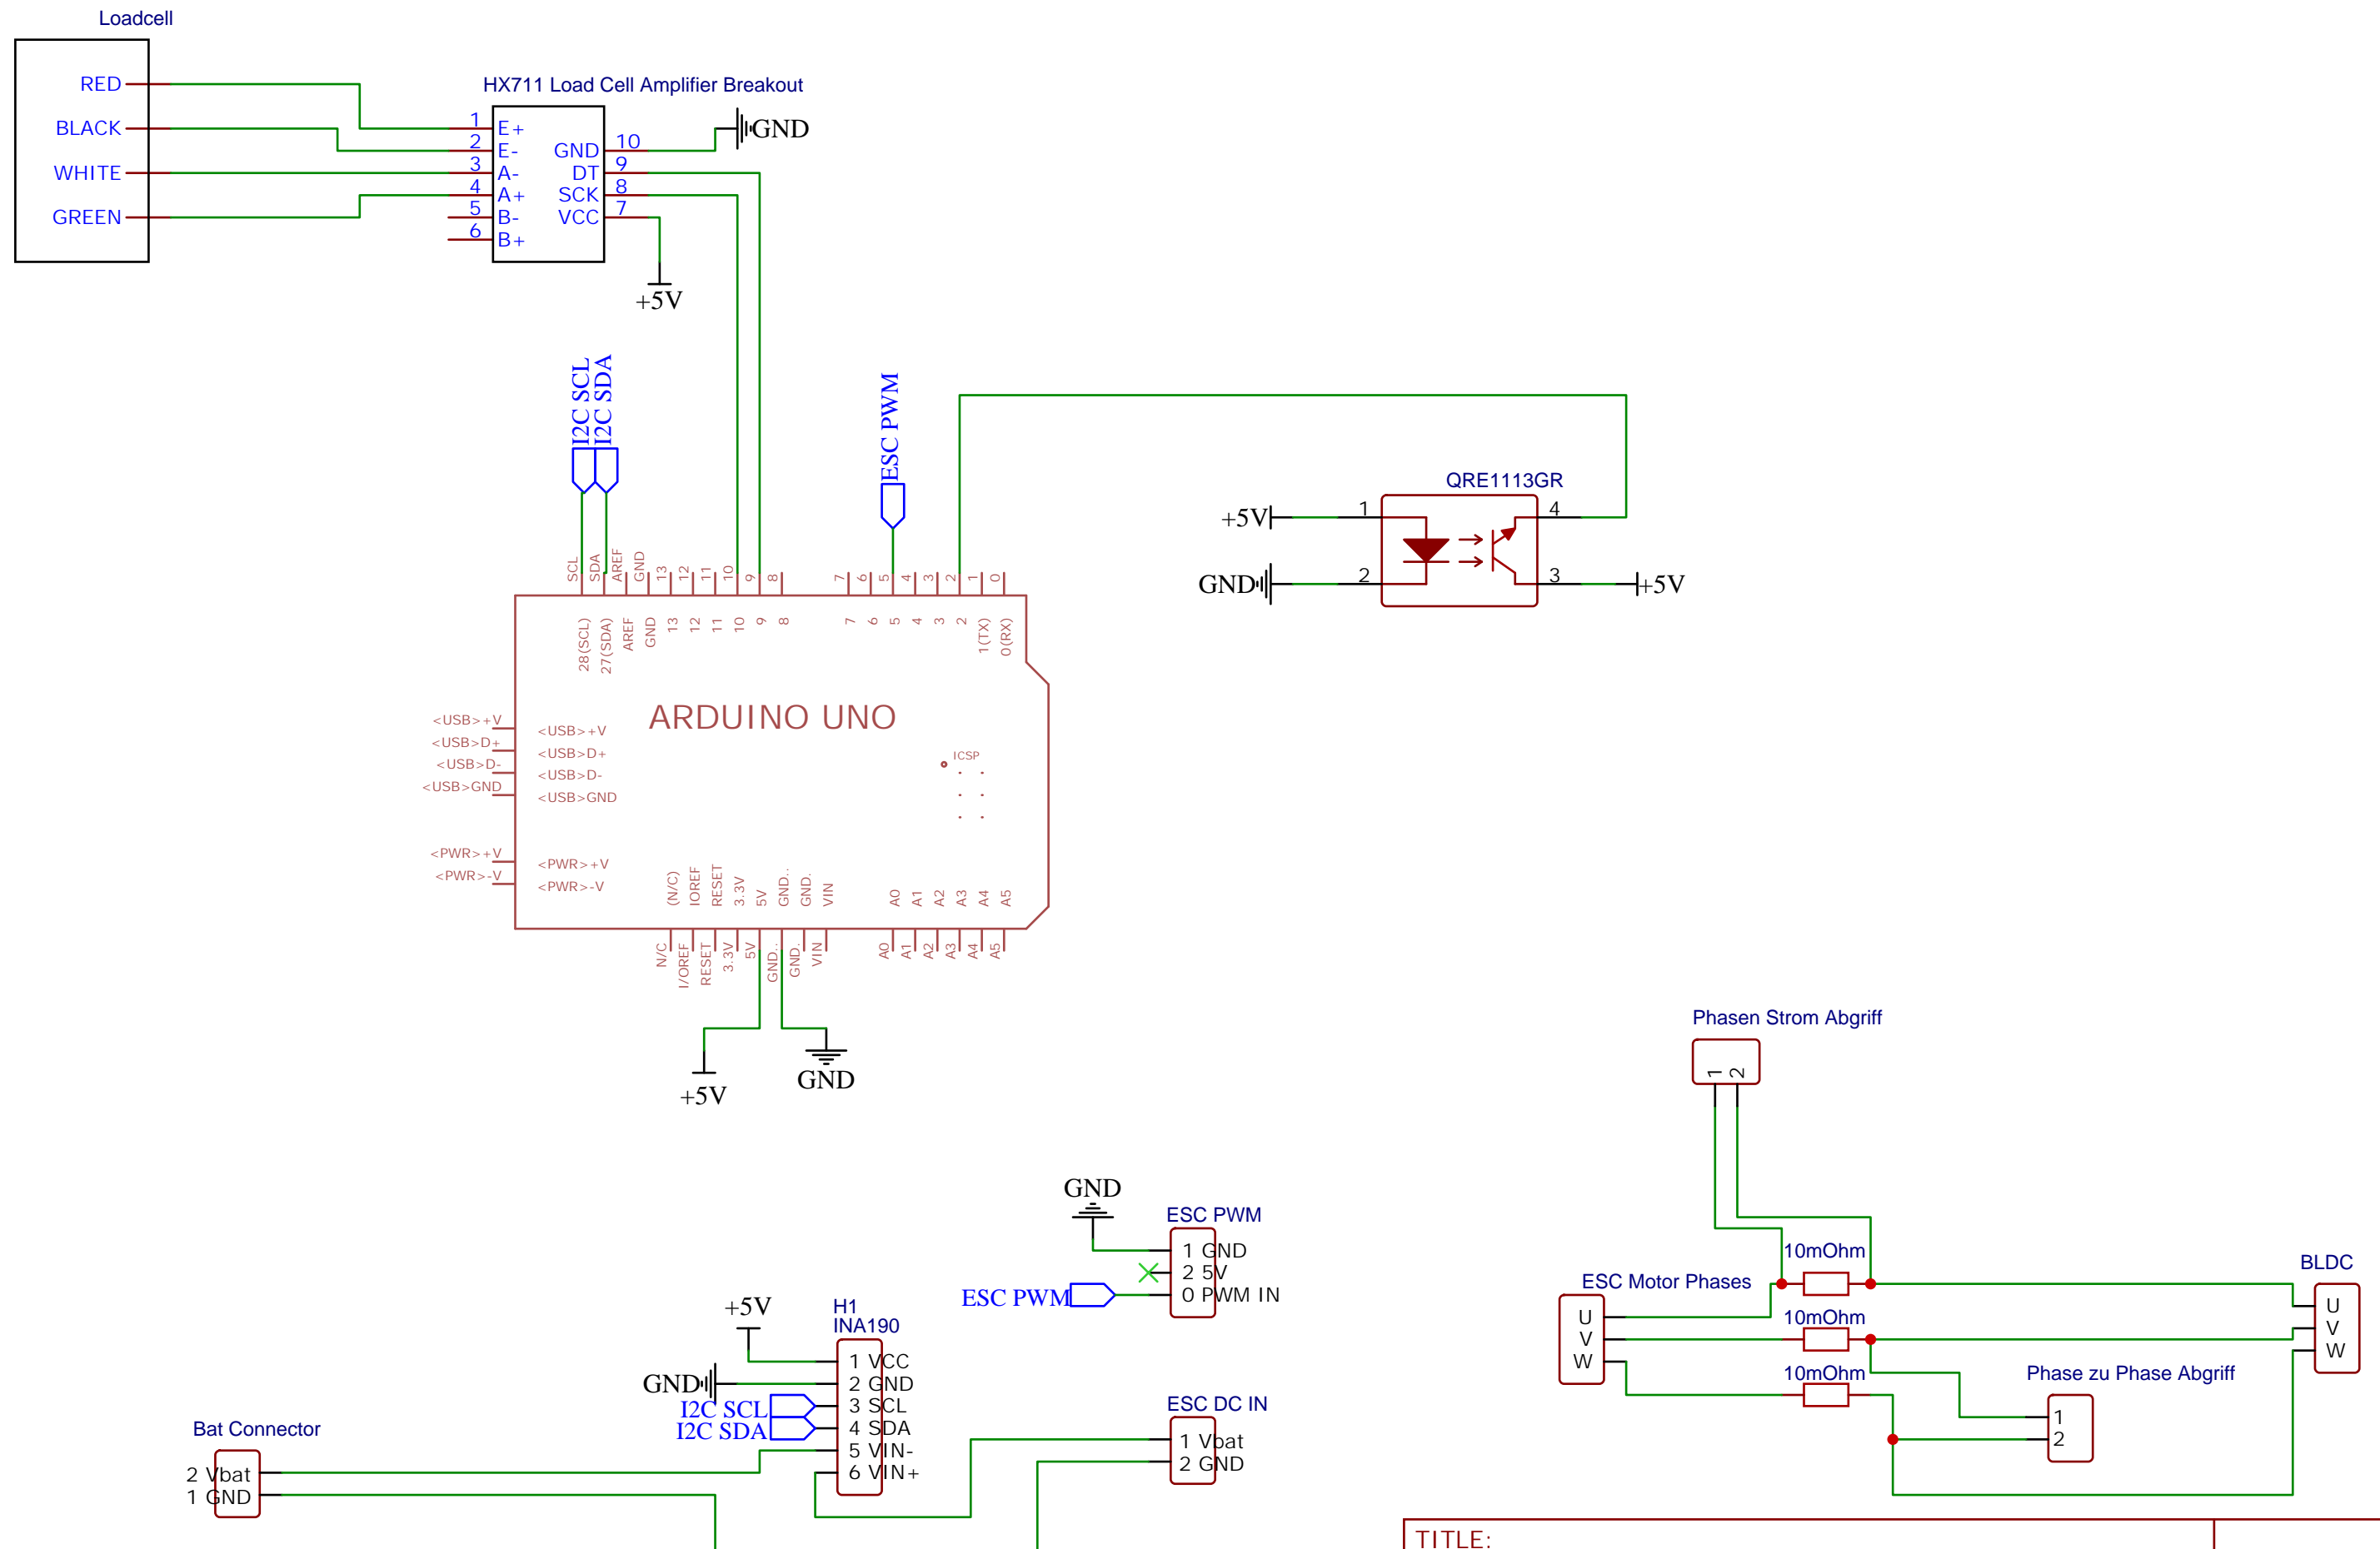 Loadcell
RED
BLACK
WHITE
GREEN
HX711 Load Cell Amplifier Breakout
1 E+
2 E-
3 A-
4 A+
5 B-
6 B+
GND 10
DT 9
SCK 8
VCC 7
GND
+5V
I2C SCL
I2C SDA
ESC PWM
QRE1113GR
+5V 1
GND 2
4
3 +5V
SCL SDA AREF GND 13 12 11 10 9 8 7 6 5 4 3 2 1 0
28(SCL) 27(SDA) AREF GND 13 12 11 10 9 8 7 6 5 4 3 2 1(TX) 0(RX)
ARDUINO UNO
ICSP
<USB>+V <USB>+V
<USB>D+ <USB>D+
<USB>D- <USB>D-
<USB>GND <USB>GND
<PWR>+V <PWR>+V
<PWR>-V <PWR>-V
(N/C) IOREF RESET 3.3V 5V GND.. GND. VIN A0 A1 A2 A3 A4 A5
N/C I/OREF RESET 3.3V 5V GND.. GND. VIN A0 A1 A2 A3 A4 A5
+5V
GND
Phasen Strom Abgriff
1
2
GND
ESC PWM
1 GND
2 5V
0 PWM IN
ESC PWM
10mOhm
10mOhm
10mOhm
ESC Motor Phases
U
V
W
BLDC
U
V
W
Phase zu Phase Abgriff
1
2
+5V
H1
INA190
1 VCC
2 GND
3 SCL
4 SDA
5 VIN-
6 VIN+
GND
I2C SCL
I2C SDA
ESC DC IN
1 Vbat
2 GND
Bat Connector
2 Vbat
1 GND
TITLE: